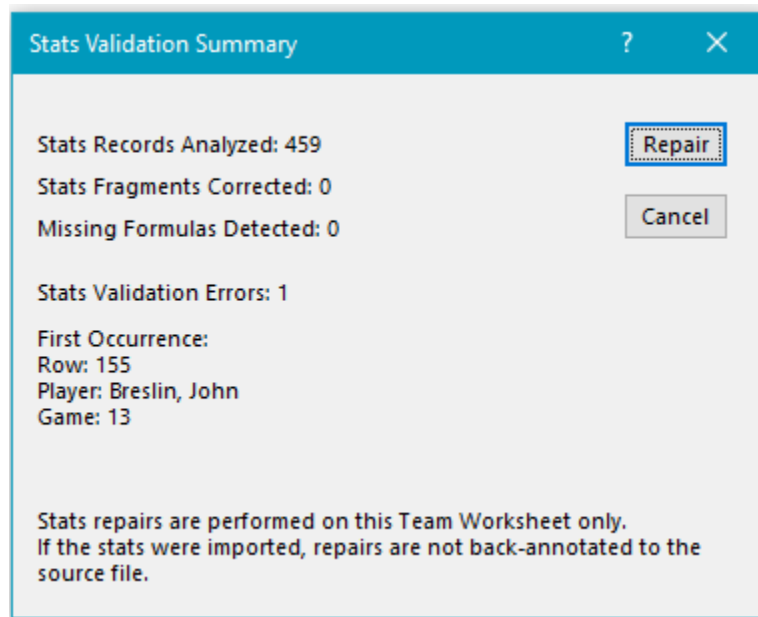 Stats Validation Summary
?
Stats Records Analyzed: 459
Repair
Stats Fragments Corrected: 0
Missing Formulas Detected: 0
Cancel
Stats Validation Errors: 1
First Occurrence:
Row: 155
Player: Breslin, John
Game: 13
Stats repairs are performed on this Team Worksheet only.
If the stats were imported, repairs are not back-annotated to the
source file.